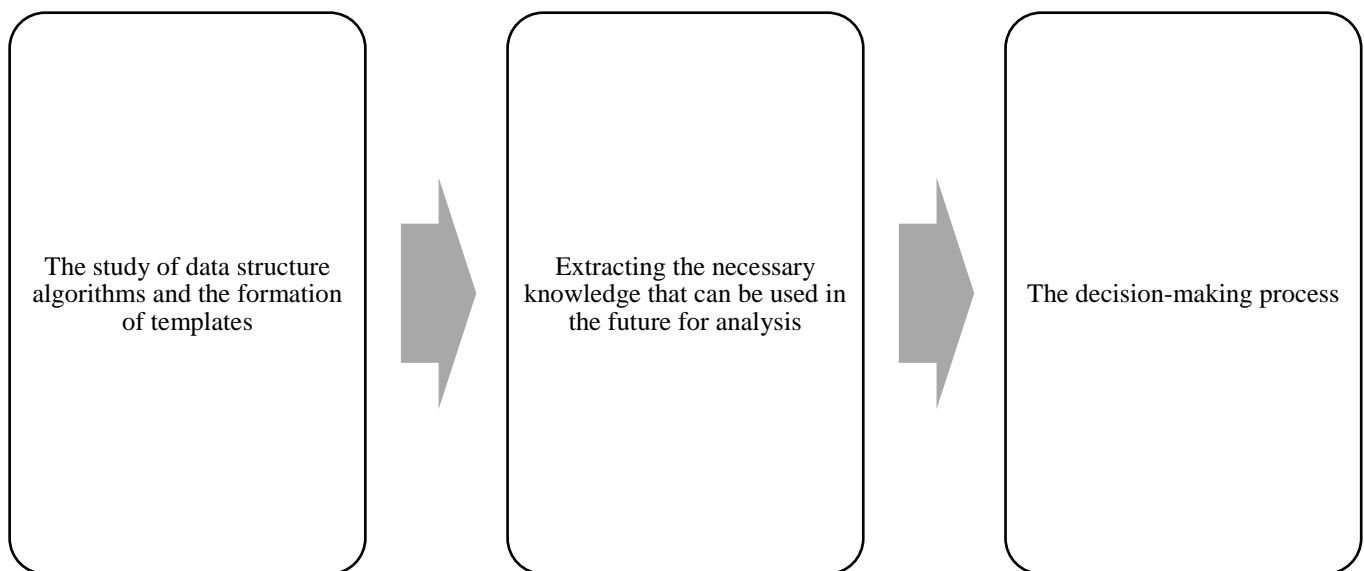 The study of data structure
algorithms and the formation
of templates
Extracting the necessary
knowledge that can be used in
the future for analysis
The decision-making process